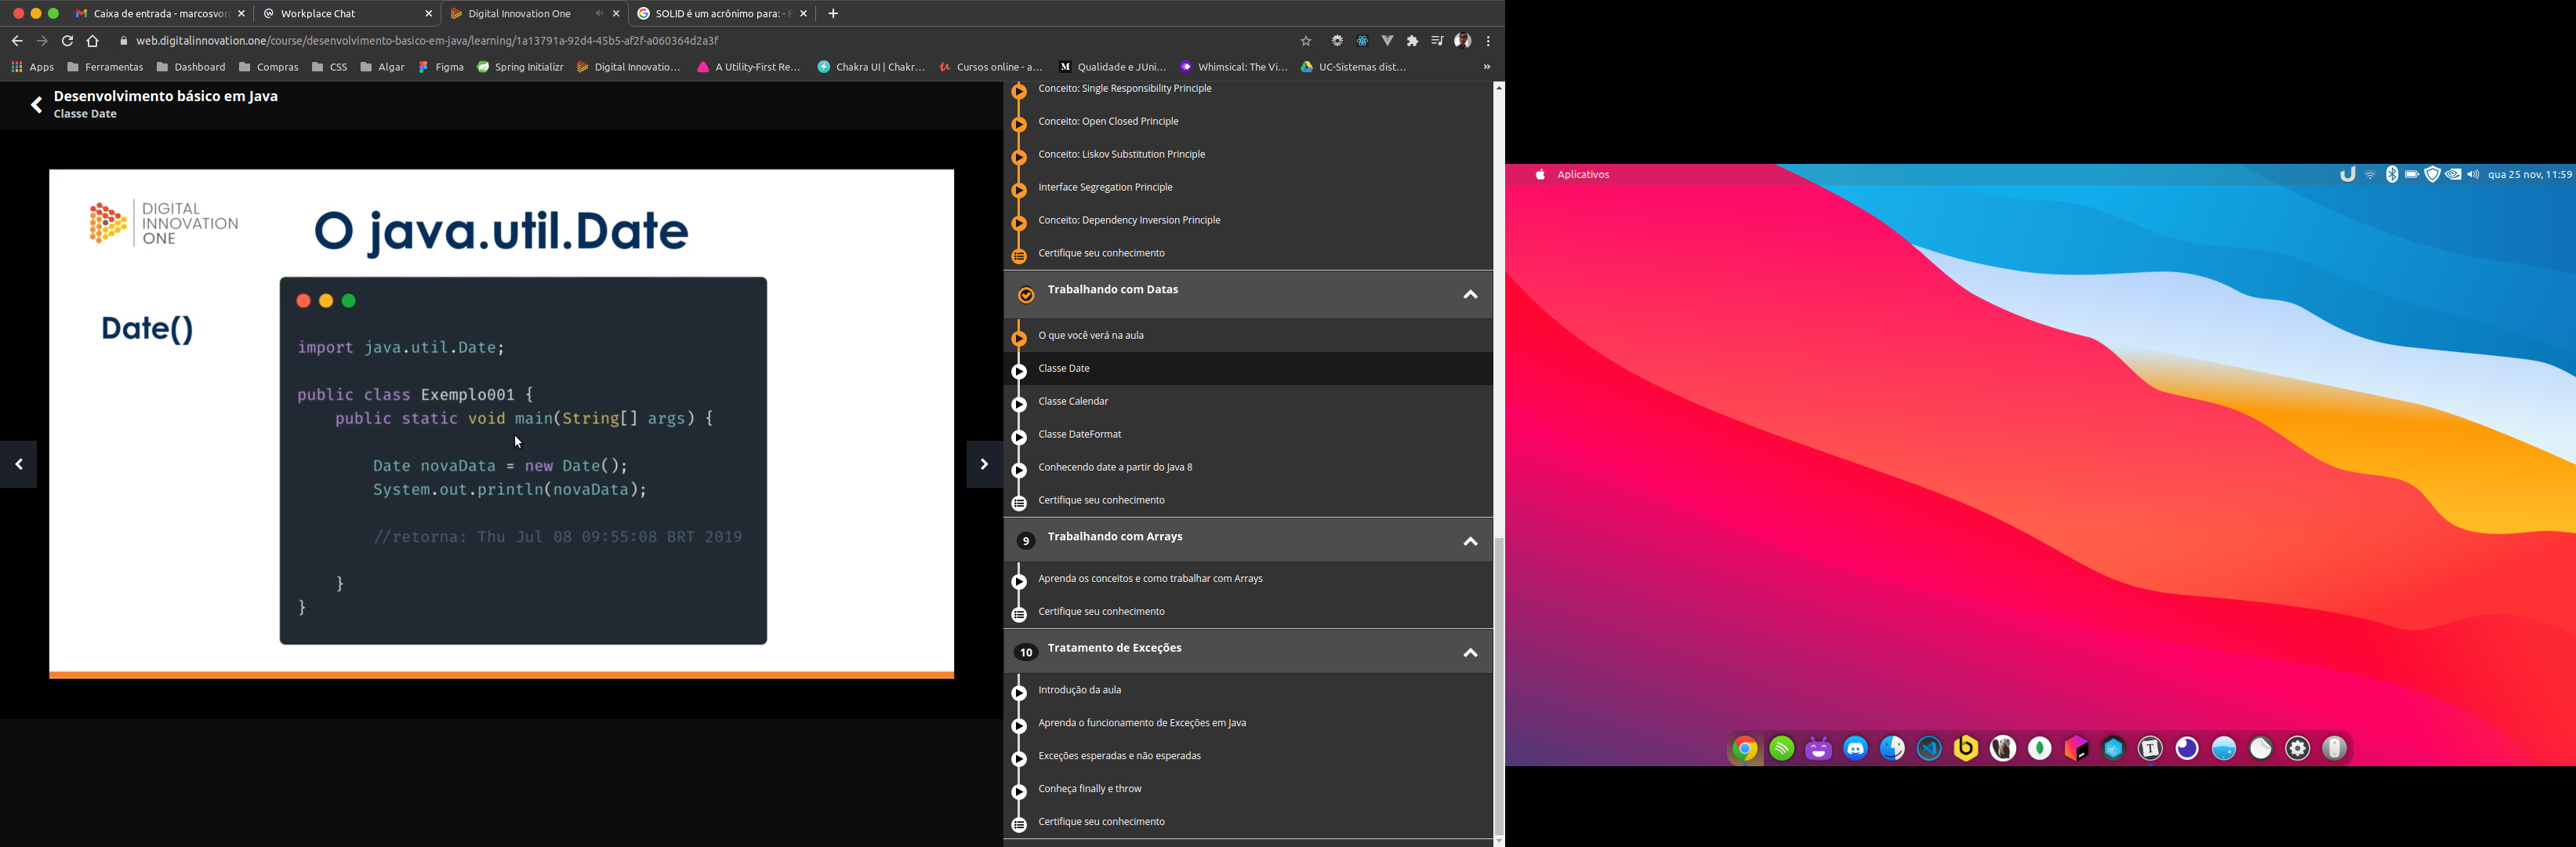 Caixa de entrada - marcosvor
Workplace Chat
Digital Innovation One
SOLID é um acrônimo para: - P
web.digitalinnovation.one/course/desenvolvimento-basico-em-java/learning/1a13791a-92d4-45b5-af2f-a060364d2a3f
Apps
Ferramentas
Dashboard
Compras
CSS
Algar
Figma
Spring Initializr
Digital Innovatio...
A Utility-First Re...
Chakra UI | Chakr...
Cursos online - a...
Qualidade e JUni...
Whimsical: The Vi...
UC-Sistemas dist...
»
Desenvolvimento básico em Java
Classe Date
DIGITAL
INNOVATION
ONE
O java.util.Date
Date()
import java.util.Date;
public class Exemplo001 {
public static void main(String[] args) {
Date novaData = new Date();
System.out.println(novaData);
//retorna: Thu Jul 08 09:55:08 BRT 2019
}
}
Conceito: Single Responsibility Principle
Conceito: Open Closed Principle
Conceito: Liskov Substitution Principle
Interface Segregation Principle
Conceito: Dependency Inversion Principle
Certifique seu conhecimento
Trabalhando com Datas
O que você verá na aula
Classe Date
Classe Calendar
Classe DateFormat
Conhecendo date a partir do Java 8
Certifique seu conhecimento
9 Trabalhando com Arrays
Aprenda os conceitos e como trabalhar com Arrays
Certifique seu conhecimento
10 Tratamento de Exceções
Introdução da aula
Aprenda o funcionamento de Exceções em Java
Exceções esperadas e não esperadas
Conheça finally e throw
Certifique seu conhecimento
Aplicativos
qua 25 nov, 11:59